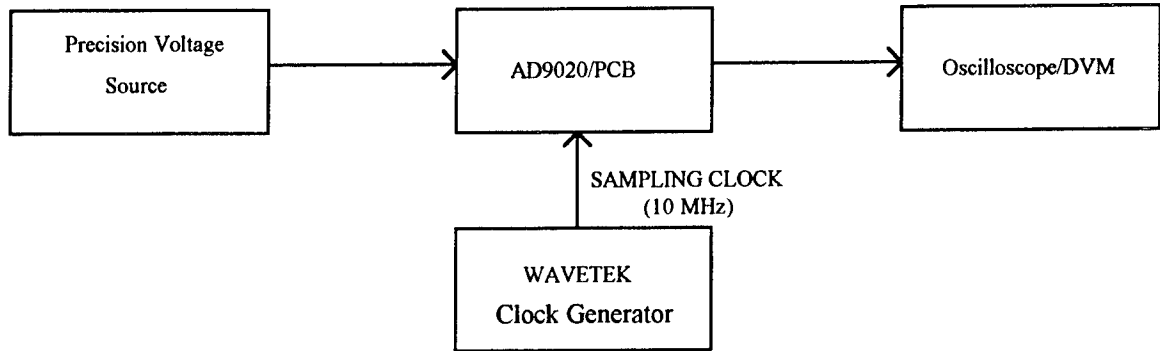 Precision Voltage
Source
AD9020/PCB
Oscilloscope/DVM
SAMPLING CLOCK
(10 MHz)
WAVETEK
Clock Generator